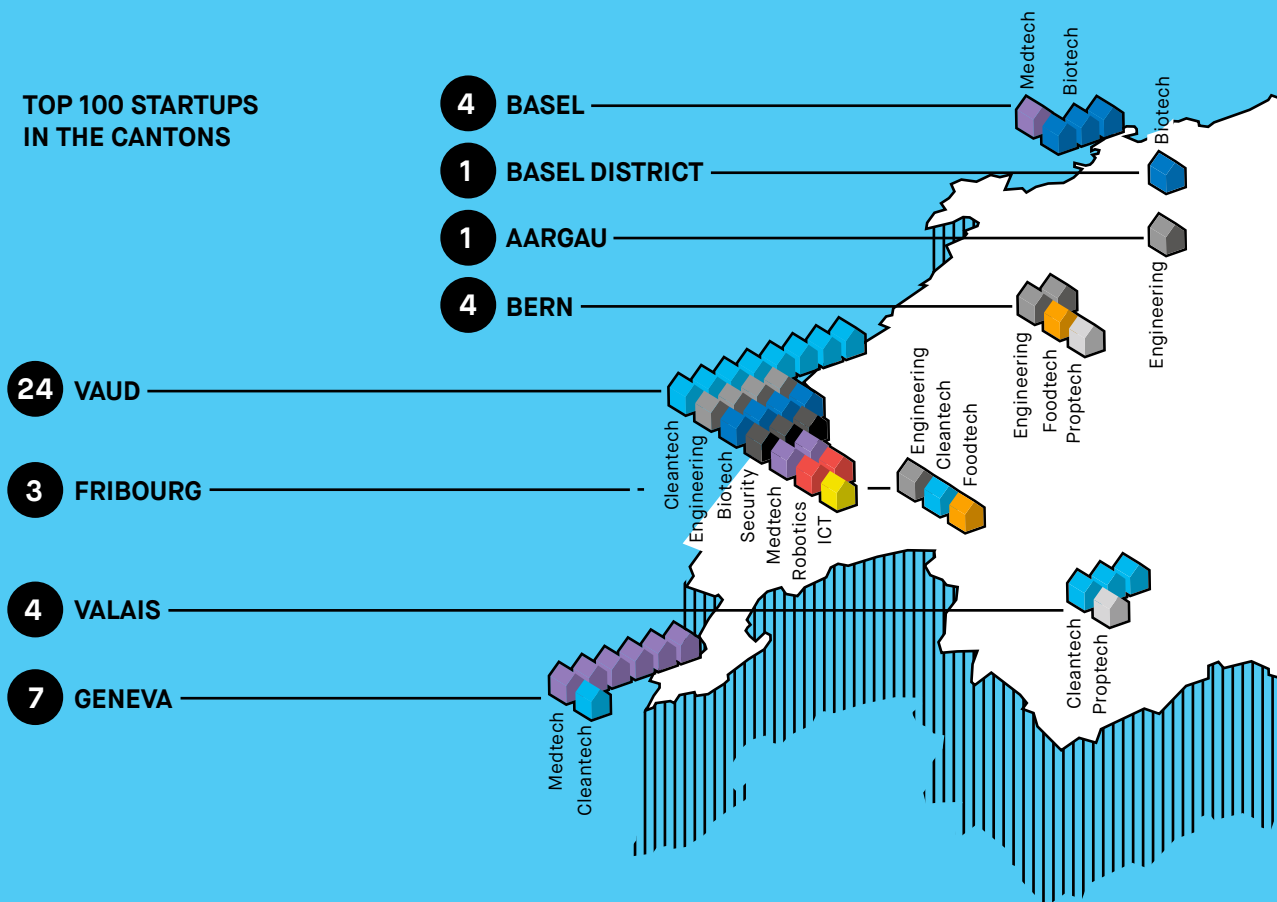 TOP 100 STARTUPS
IN THE CANTONS
4 BASEL
Medtech
Biotech
1 BASEL DISTRICT
Biotech
1 AARGAU
Engineering
4 BERN
Engineering
Foodtech
Proptech
24 VAUD
Cleantech
Engineering
Biotech
Security
Medtech
Robotics
ICT
3 FRIBOURG
Engineering
Cleantech
Foodtech
4 VALAIS
Cleantech
Proptech
7 GENEVA
Medtech
Cleantech